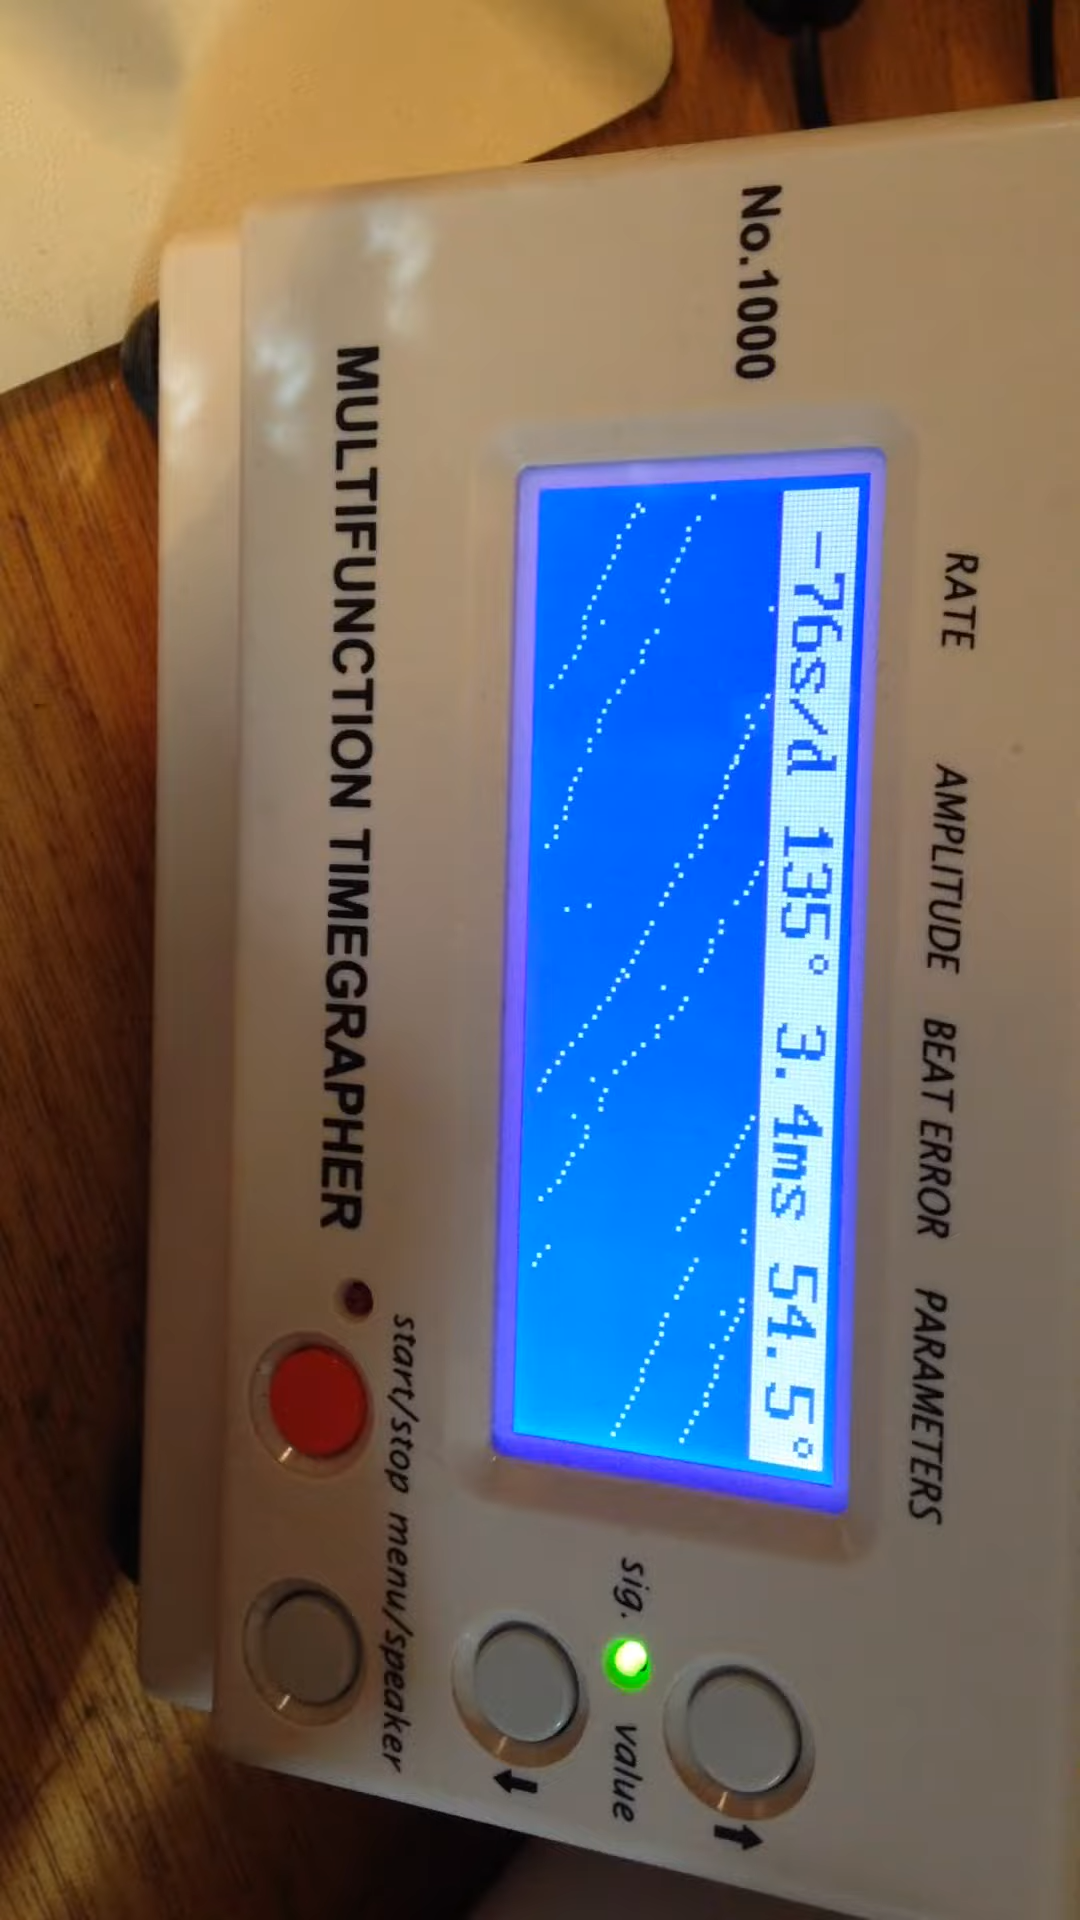 RATE AMPLITUDE BEAT ERROR PARAMETERS
No.1000
-76s/d 135° 3.4ms 54.5°
sig. value
start/stop menu/speaker
MULTIFUNCTION TIMEGRAPHER